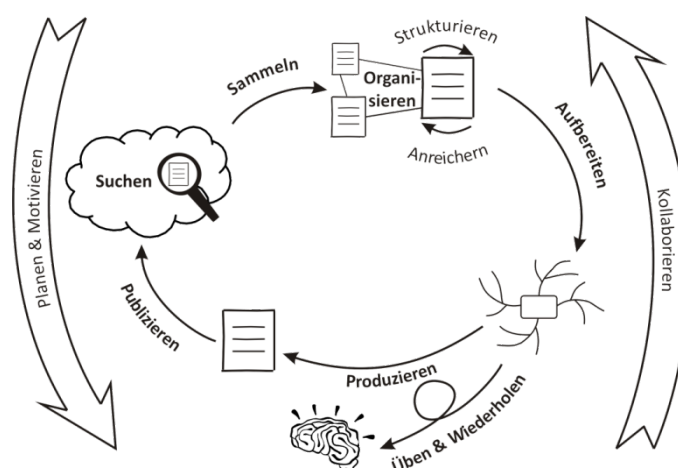 Strukturieren
Sammeln
Organi-
sieren
Anreichern
Aufbereiten
Suchen
Planen & Motivieren
Kollaborieren
Publizieren
Produzieren
Üben & Wiederholen